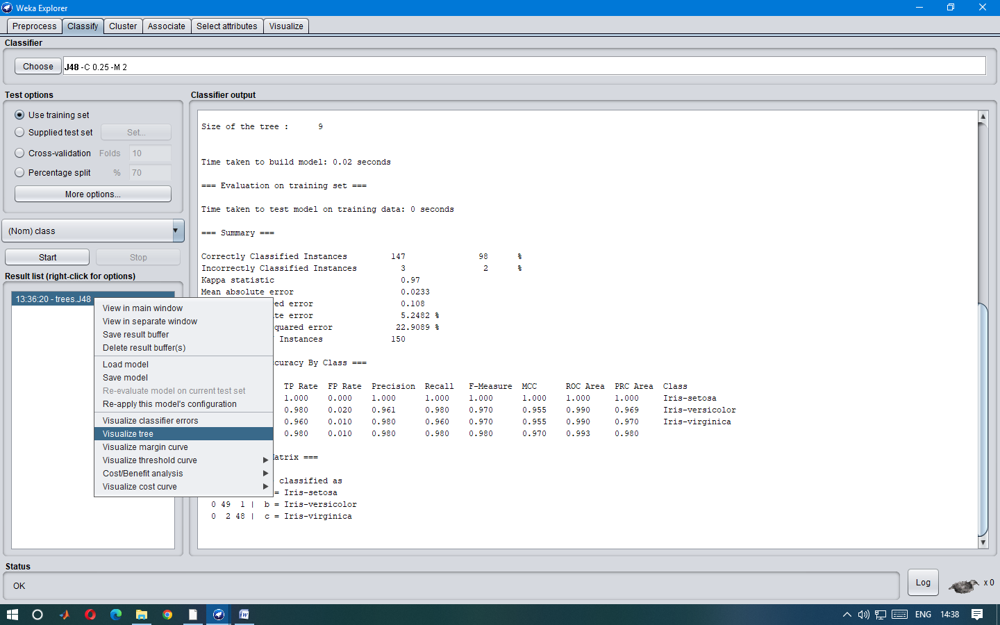 Weka Explorer
Preprocess Classify Cluster Associate Select attributes Visualize
Classifier
Choose J48 -C 0.25 -M 2
Test options
Use training set
Supplied test set Set...
Cross-validation Folds 10
Percentage split % 70
More options...
(Nom) class
Start Stop
Result list (right-click for options)
13:36:20 - trees.J48
View in main window
View in separate window
Save result buffer
Delete result buffer(s)
Load model
Save model
Re-evaluate model on current test set
Re-apply this model's configuration
Visualize classifier errors
Visualize tree
Visualize margin curve
Visualize threshold curve
Cost/Benefit analysis
Visualize cost curve
Classifier output
Size of the tree : 9
Time taken to build model: 0.02 seconds
=== Evaluation on training set ===
Time taken to test model on training data: 0 seconds
=== Summary ===
Correctly Classified Instances 147 98 %
Incorrectly Classified Instances 3 2 %
Kappa statistic 0.97
Mean absolute error 0.0233
ed error 0.108
te error 5.2482 %
quared error 22.9089 %
Instances 150
curacy By Class ===
TP Rate FP Rate Precision Recall F-Measure MCC ROC Area PRC Area Class
1.000 0.000 1.000 1.000 1.000 1.000 1.000 1.000 Iris-setosa
0.980 0.020 0.961 0.980 0.970 0.955 0.990 0.969 Iris-versicolor
0.960 0.010 0.980 0.960 0.970 0.955 0.990 0.970 Iris-virginica
0.980 0.010 0.980 0.980 0.980 0.970 0.993 0.980
atrix ===
classified as
= Iris-setosa
0 49 1 | b = Iris-versicolor
0 2 48 | c = Iris-virginica
Status
OK
Log
x 0
ENG 14:38